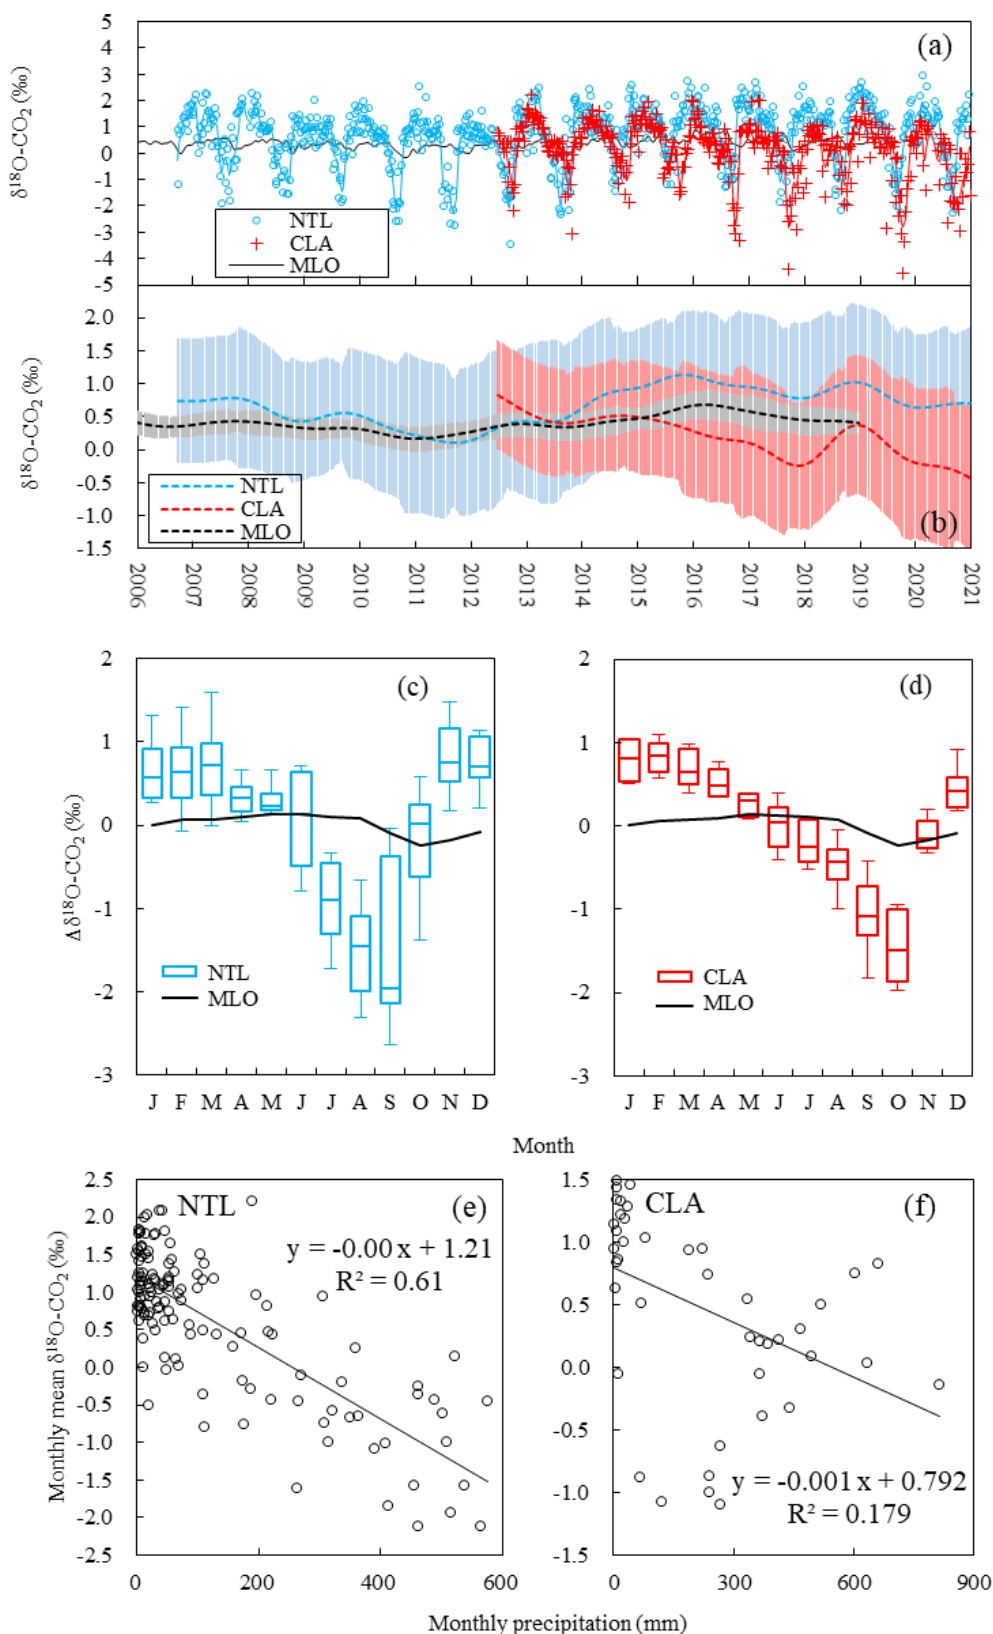 (a)
δ¹⁸O-CO₂ (‰)
5
4
3
2
1
0
-1
-2
-3
-4
-5
NTL
CLA
MLO
(b)
δ¹⁸O-CO₂ (‰)
2.0
1.5
1.0
0.5
0.0
-0.5
-1.0
-1.5
NTL
CLA
MLO
2006 2007 2008 2009 2010 2011 2012 2013 2014 2015 2016 2017 2018 2019 2020 2021
(c)
Δδ¹⁸O-CO₂ (‰)
2
1
0
-1
-2
-3
NTL
MLO
J F M A M J J A S O N D
(d)
2
1
0
-1
-2
-3
CLA
MLO
J F M A M J J A S O N D
Month
NTL
(e)
y = -0.00 x + 1.21
R² = 0.61
Monthly mean δ¹⁸O-CO₂ (‰)
2.5
2.0
1.5
1.0
0.5
0.0
-0.5
-1.0
-1.5
-2.0
-2.5
0 200 400 600
CLA
(f)
1.5
1.0
0.5
0.0
-0.5
-1.0
-1.5
y = -0.001 x + 0.792
R² = 0.179
0 300 600 900
Monthly precipitation (mm)